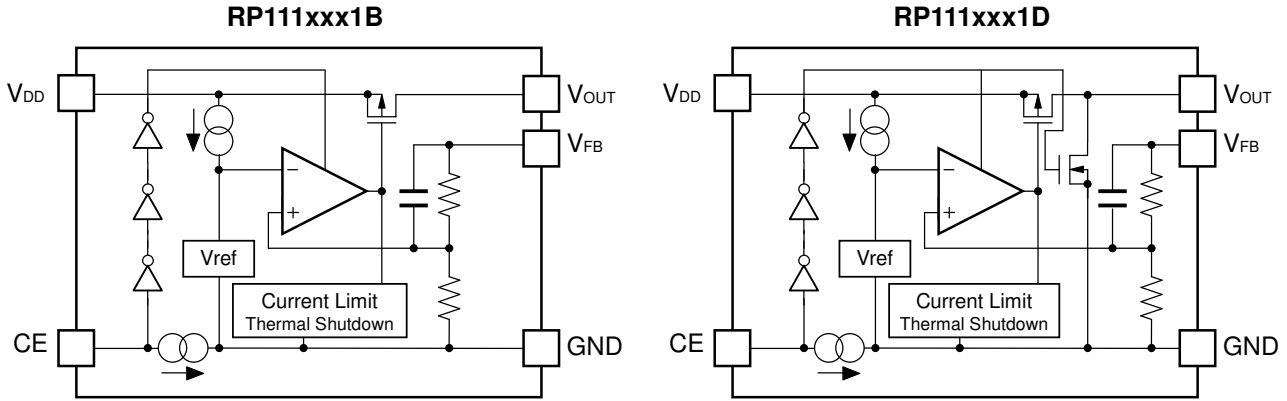 RP111xxx1B
VDD
VOUT
VFB
−
+
Vref
Current Limit
Thermal Shutdown
CE
GND
RP111xxx1D
VDD
VOUT
VFB
−
+
Vref
Current Limit
Thermal Shutdown
CE
GND